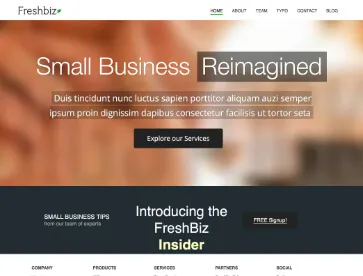 Freshbiz
HOME ABOUT TEAM TYPO CONTACT BLOG
Small Business Reimagined
Duis tincidunt nunc luctus sapien porttitor aliquam auzi semper
ipsum proin dignissim dapibus consectetur facilisis ut tortor seta
Explore our Services
SMALL BUSINESS TIPS
from our team of experts
Introducing the
FreshBiz
Insider
FREE Signup!
COMPANY PRODUCTS SERVICES PARTNERS SOCIAL